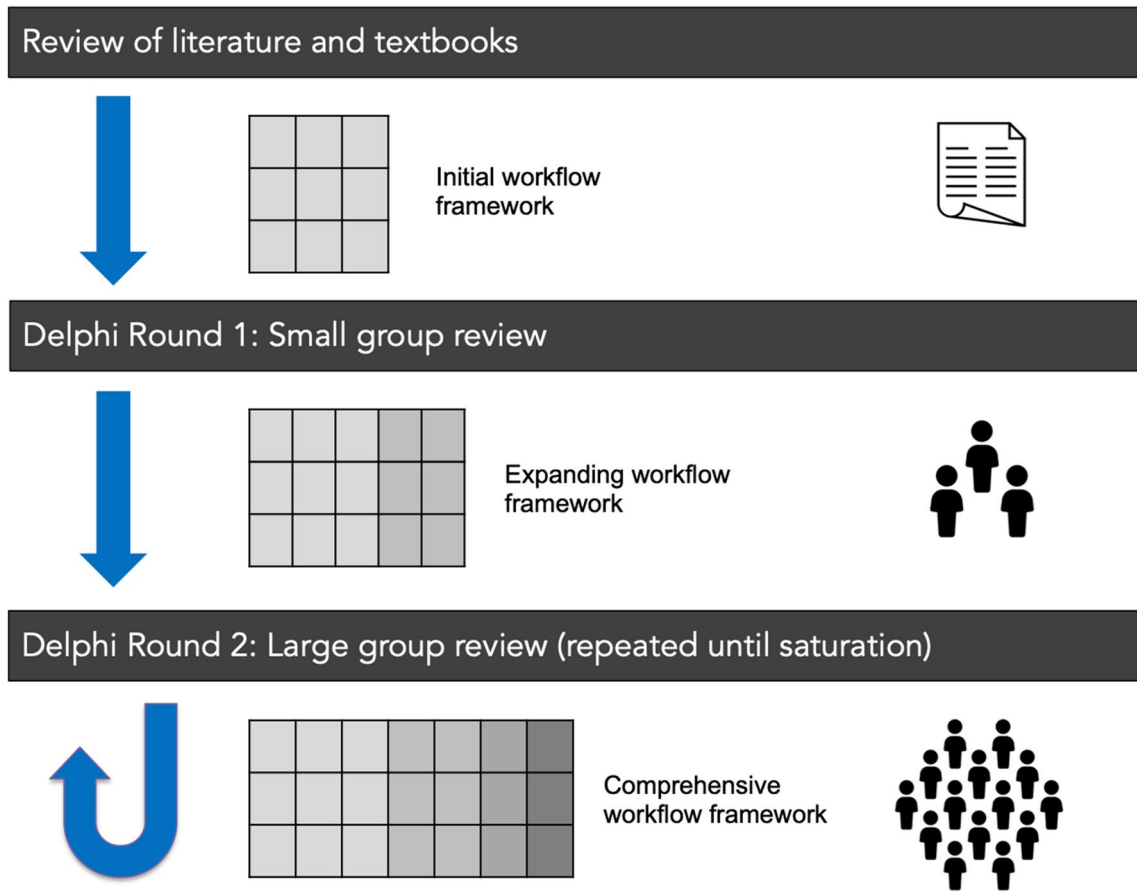 Review of literature and textbooks
Initial workflow
framework
Delphi Round 1: Small group review
Expanding workflow
framework
Delphi Round 2: Large group review (repeated until saturation)
Comprehensive
workflow framework